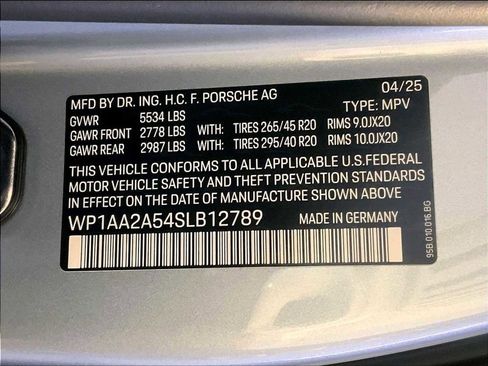 MFD BY DR. ING. H.C. F. PORSCHE AG 04/25
GVWR 5534 LBS TYPE: MPV
GAWR FRONT 2778 LBS WITH: TIRES 265/45 R20 RIMS 9.0JX20
GAWR REAR 2987 LBS WITH: TIRES 295/40 R20 RIMS 10.0JX20
THIS VEHICLE CONFORMS TO ALL APPLICABLE U.S.FEDERAL
MOTOR VEHICLE SAFETY AND THEFT PREVENTION STANDARDS
IN EFFECT ON THE DATE OF MANUFACTURE SHOWN ABOVE.
WP1AA2A54SLB12789 MADE IN GERMANY
95B.010.016.BG